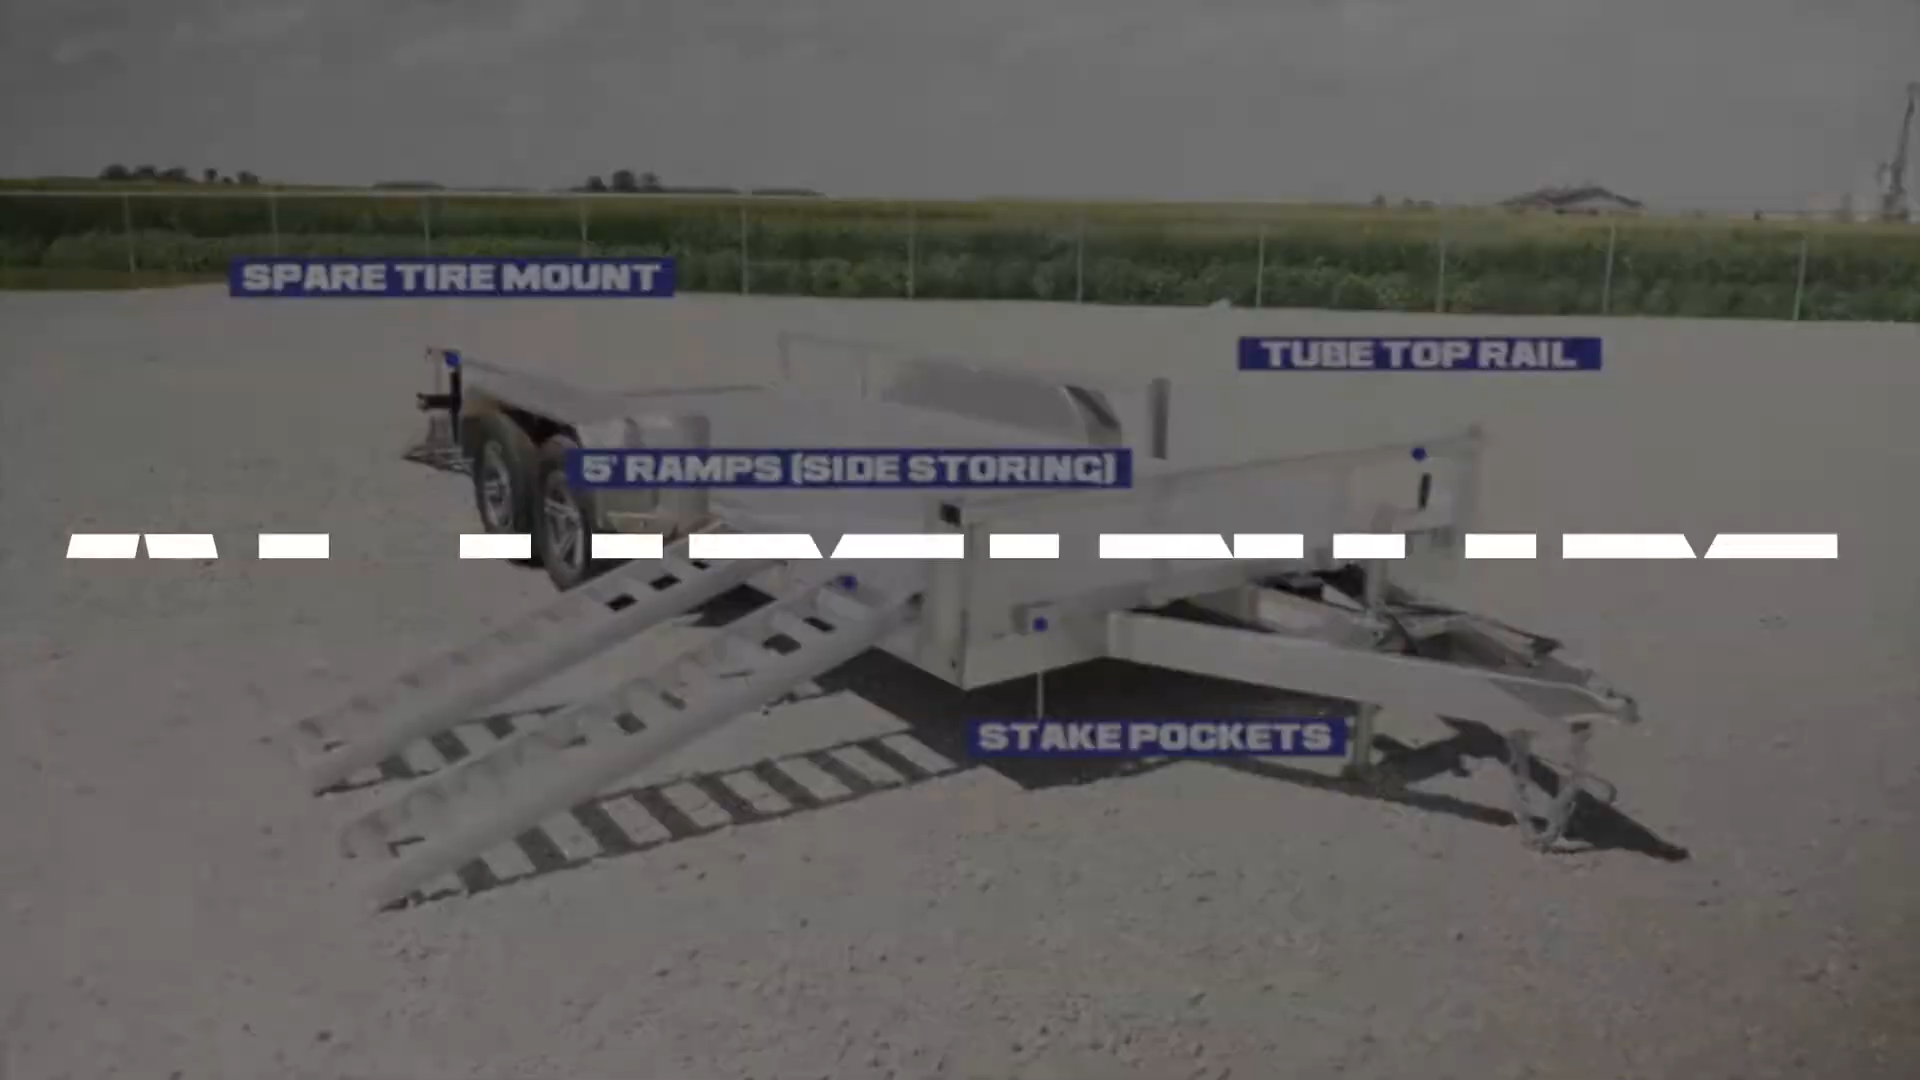 SPARE TIRE MOUNT
TUBE TOP RAIL
5' RAMPS (SIDE STORING)
STAKE POCKETS